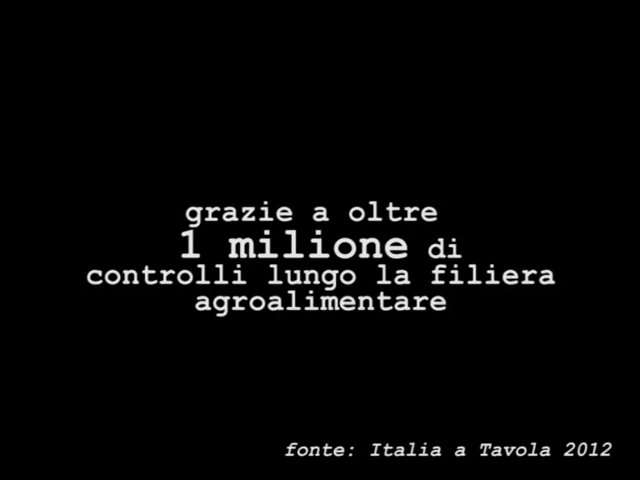 grazie a oltre
1 milione di
controlli lungo la filiera
agroalimentare
fonte: Italia a Tavola 2012